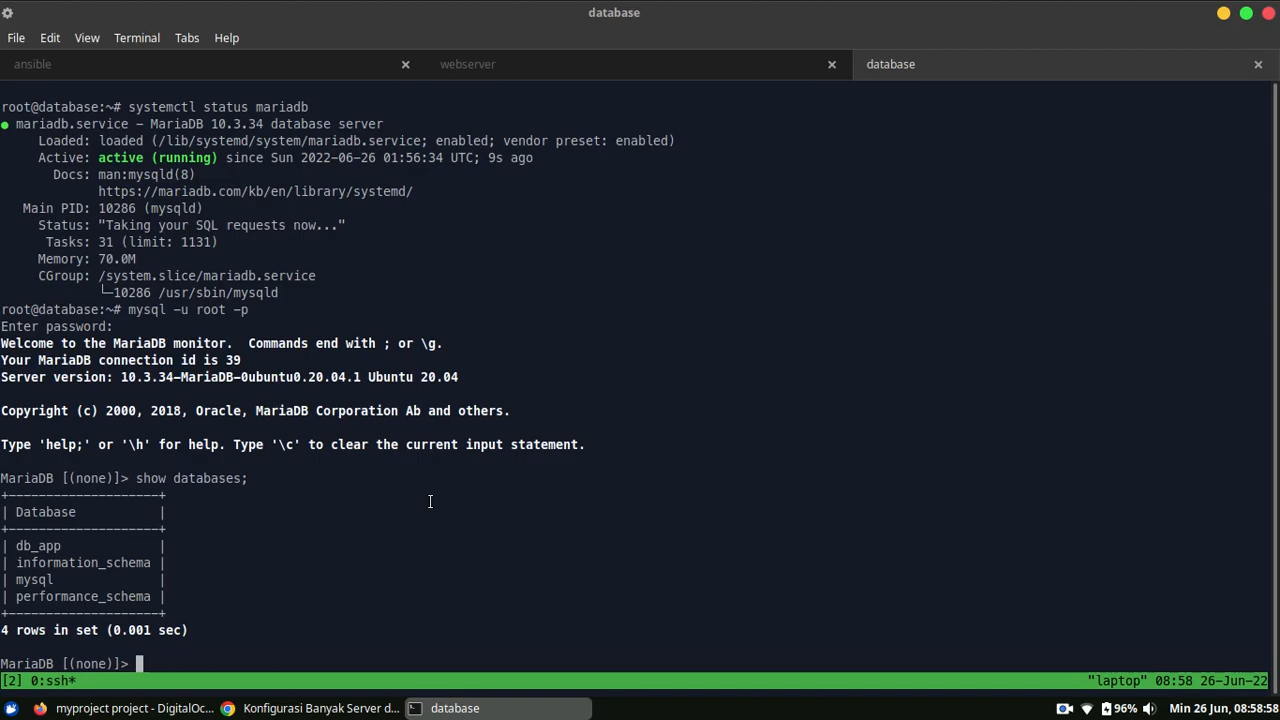 database
File Edit View Terminal Tabs Help
ansible × webserver × database ×
root@database:~# systemctl status mariadb
● mariadb.service - MariaDB 10.3.34 database server
Loaded: loaded (/lib/systemd/system/mariadb.service; enabled; vendor preset: enabled)
Active: active (running) since Sun 2022-06-26 01:56:34 UTC; 9s ago
Docs: man:mysqld(8)
https://mariadb.com/kb/en/library/systemd/
Main PID: 10286 (mysqld)
Status: "Taking your SQL requests now..."
Tasks: 31 (limit: 1131)
Memory: 70.0M
CGroup: /system.slice/mariadb.service
└─10286 /usr/sbin/mysqld
root@database:~# mysql -u root -p
Enter password:
Welcome to the MariaDB monitor.  Commands end with ; or \g.
Your MariaDB connection id is 39
Server version: 10.3.34-MariaDB-0ubuntu0.20.04.1 Ubuntu 20.04
Copyright (c) 2000, 2018, Oracle, MariaDB Corporation Ab and others.
Type 'help;' or '\h' for help. Type '\c' to clear the current input statement.
MariaDB [(none)]> show databases;
+--------------------+
| Database           |
+--------------------+
| db_app             |
| information_schema |
| mysql              |
| performance_schema |
+--------------------+
4 rows in set (0.001 sec)
MariaDB [(none)]>
[2] 0:ssh* "laptop" 08:58 26-Jun-22
myproject project - DigitalOc... Konfigurasi Banyak Server d... database 96% Min 26 Jun, 08:58:58